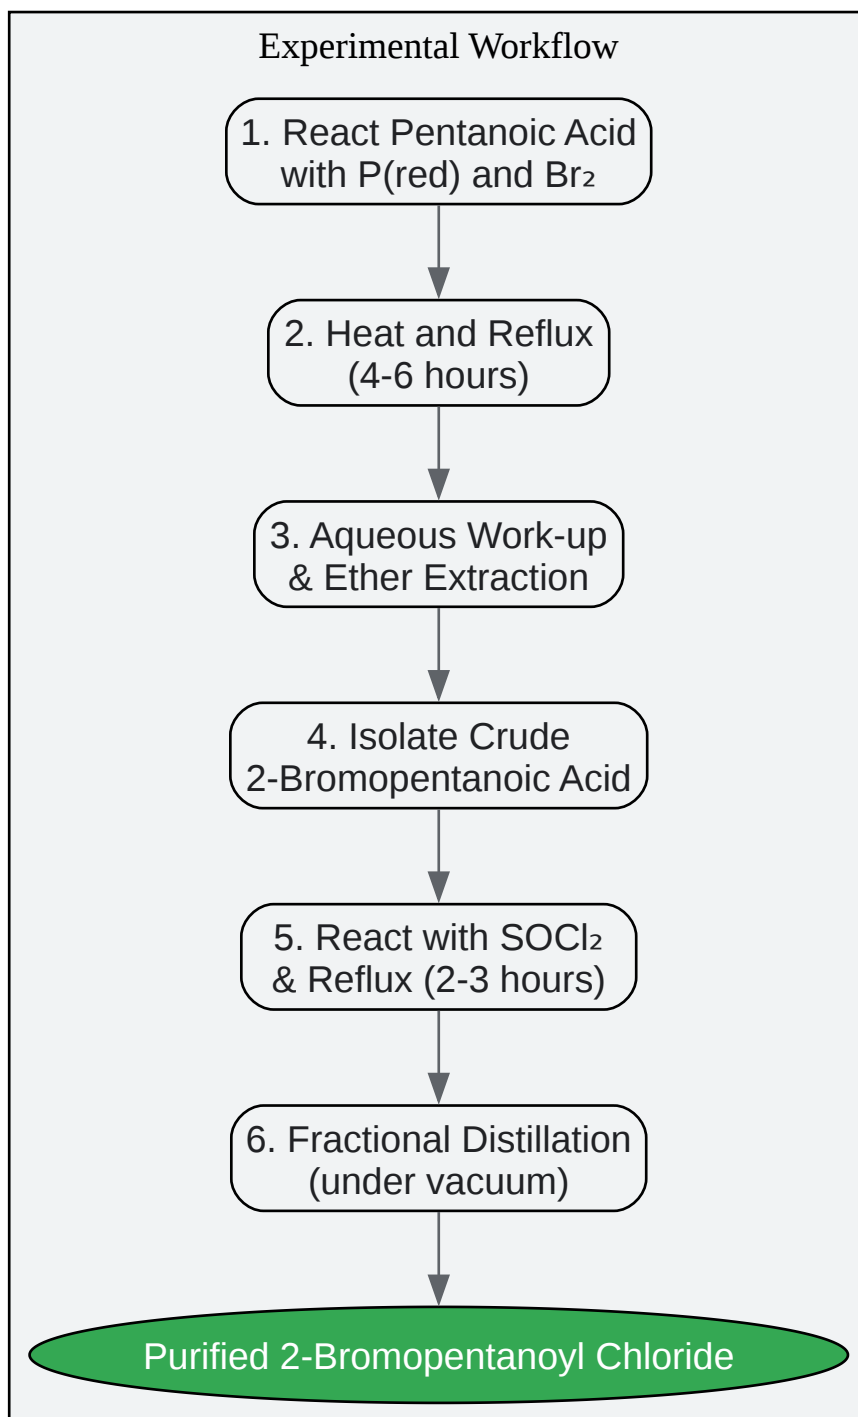 Experimental Workflow
1. React Pentanoic Acid
with P(red) and Br₂
2. Heat and Reflux
(4-6 hours)
3. Aqueous Work-up
& Ether Extraction
4. Isolate Crude
2-Bromopentanoic Acid
5. React with SOCl₂
& Reflux (2-3 hours)
6. Fractional Distillation
(under vacuum)
Purified 2-Bromopentanoyl Chloride